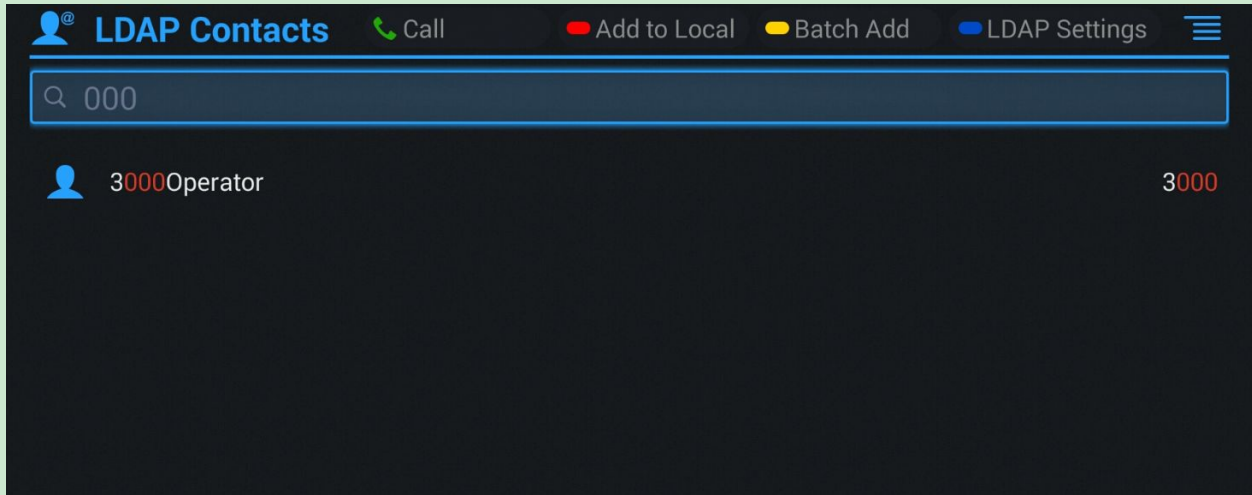 LDAP Contacts Call Add to Local Batch Add LDAP Settings
000
3000Operator 3000